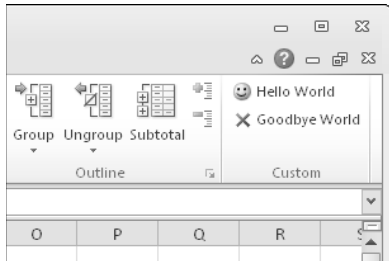 Hello World
Goodbye World
Group Ungroup Subtotal
Outline Custom
O P Q R S